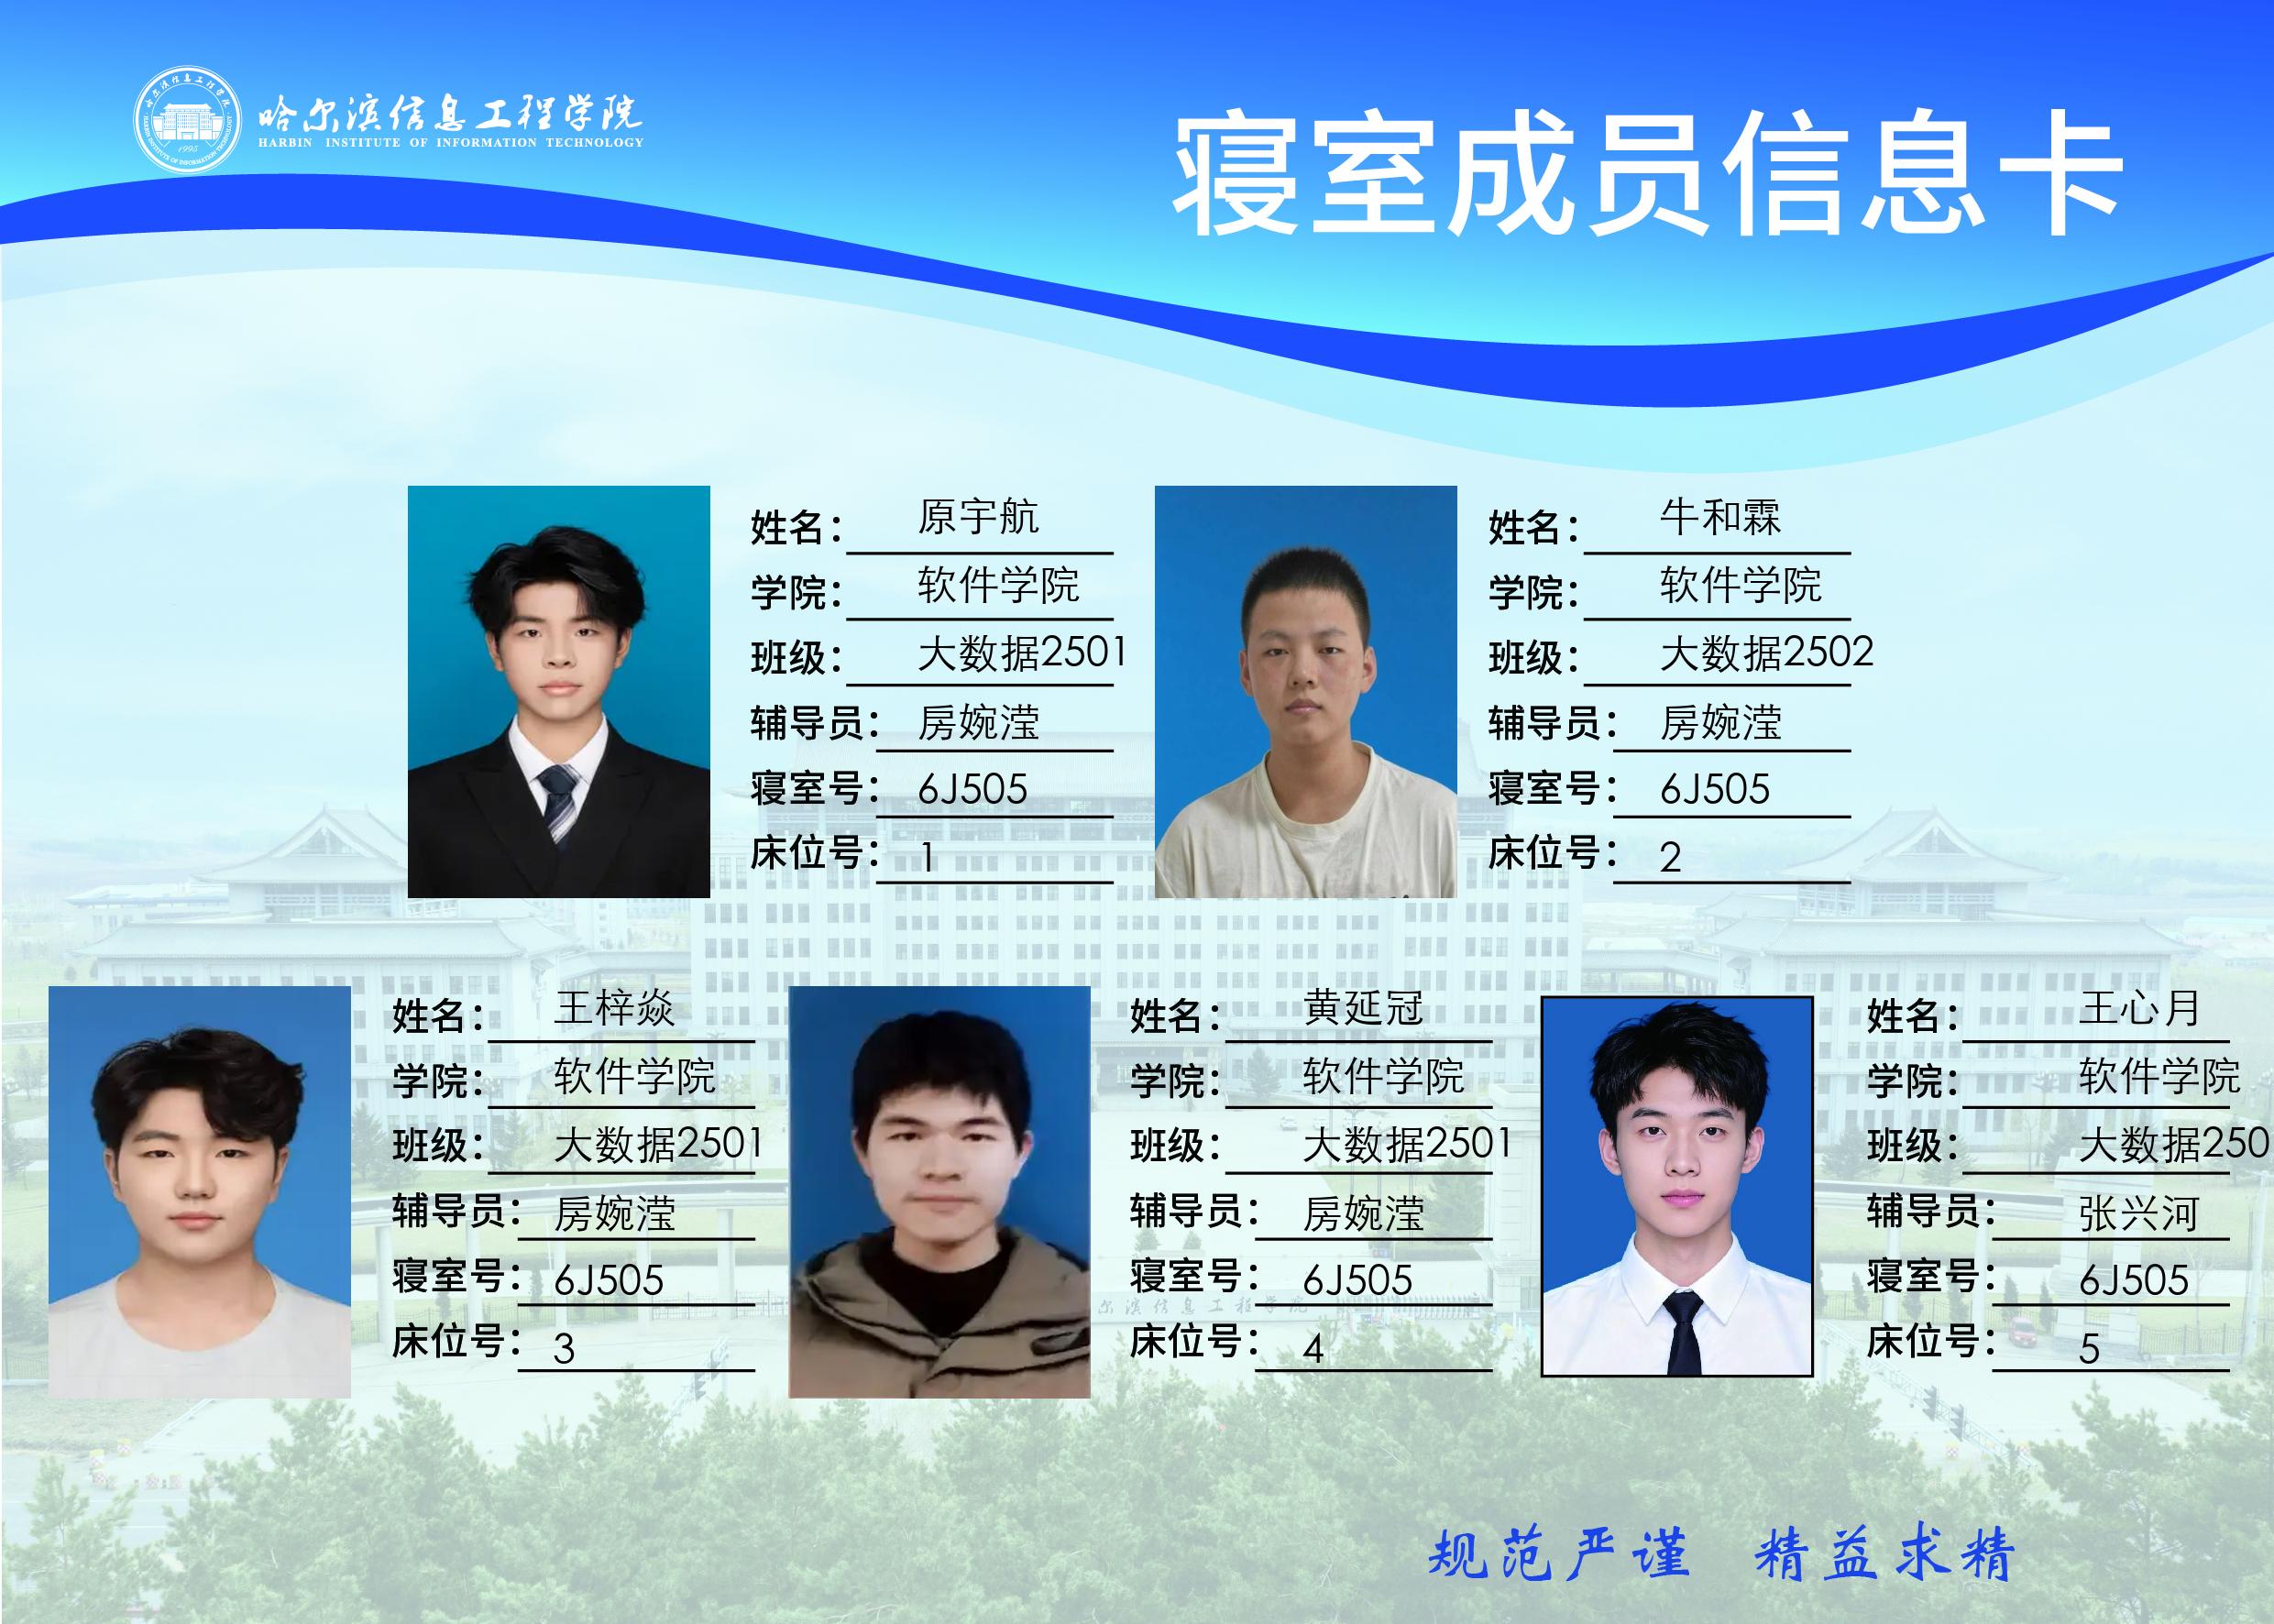 哈尔滨信息工程学院
HARBIN INSTITUTE OF INFORMATION TECHNOLOGY
1995
寝室成员信息卡
姓名： 原宇航
学院： 软件学院
班级： 大数据2501
辅导员： 房婉滢
寝室号： 6J505
床位号： 1
姓名： 牛和霖
学院： 软件学院
班级： 大数据2502
辅导员： 房婉滢
寝室号： 6J505
床位号： 2
姓名： 王梓焱
学院： 软件学院
班级： 大数据2501
辅导员： 房婉滢
寝室号： 6J505
床位号： 3
姓名： 黄延冠
学院： 软件学院
班级： 大数据2501
辅导员： 房婉滢
寝室号： 6J505
床位号： 4
姓名： 王心月
学院： 软件学院
班级： 大数据250
辅导员： 张兴河
寝室号： 6J505
床位号： 5
规范严谨 精益求精